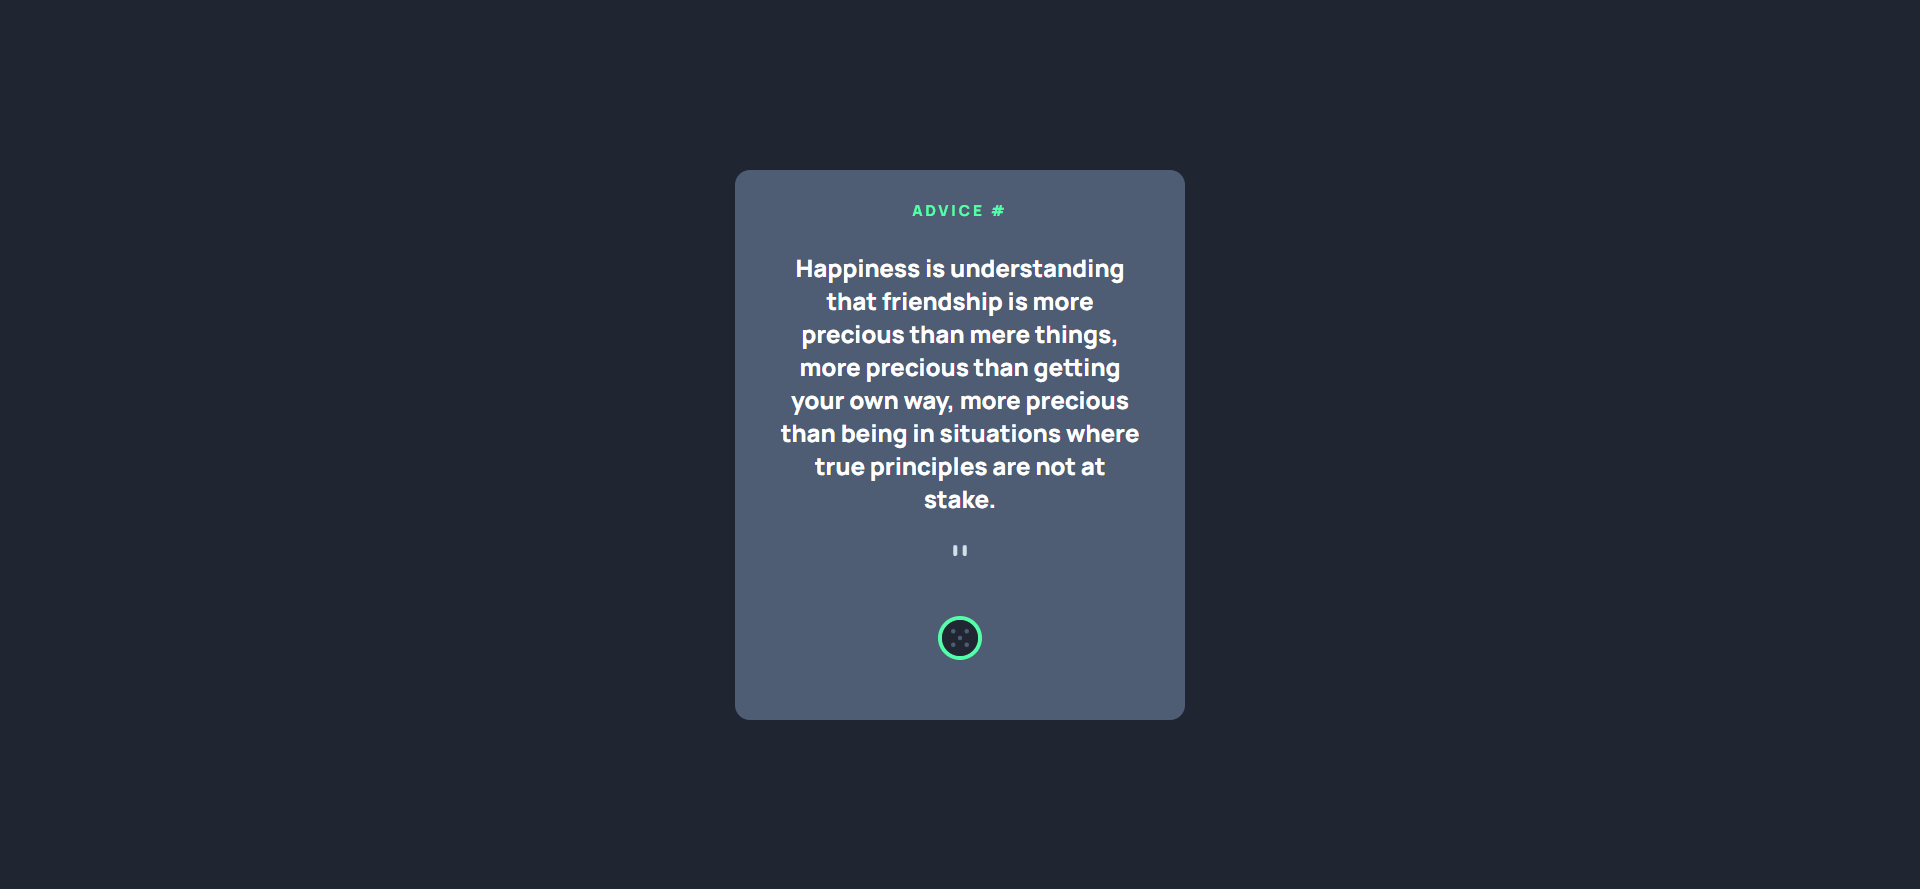 ADVICE #
Happiness is understanding
that friendship is more
precious than mere things,
more precious than getting
your own way, more precious
than being in situations where
true principles are not at
stake.
"